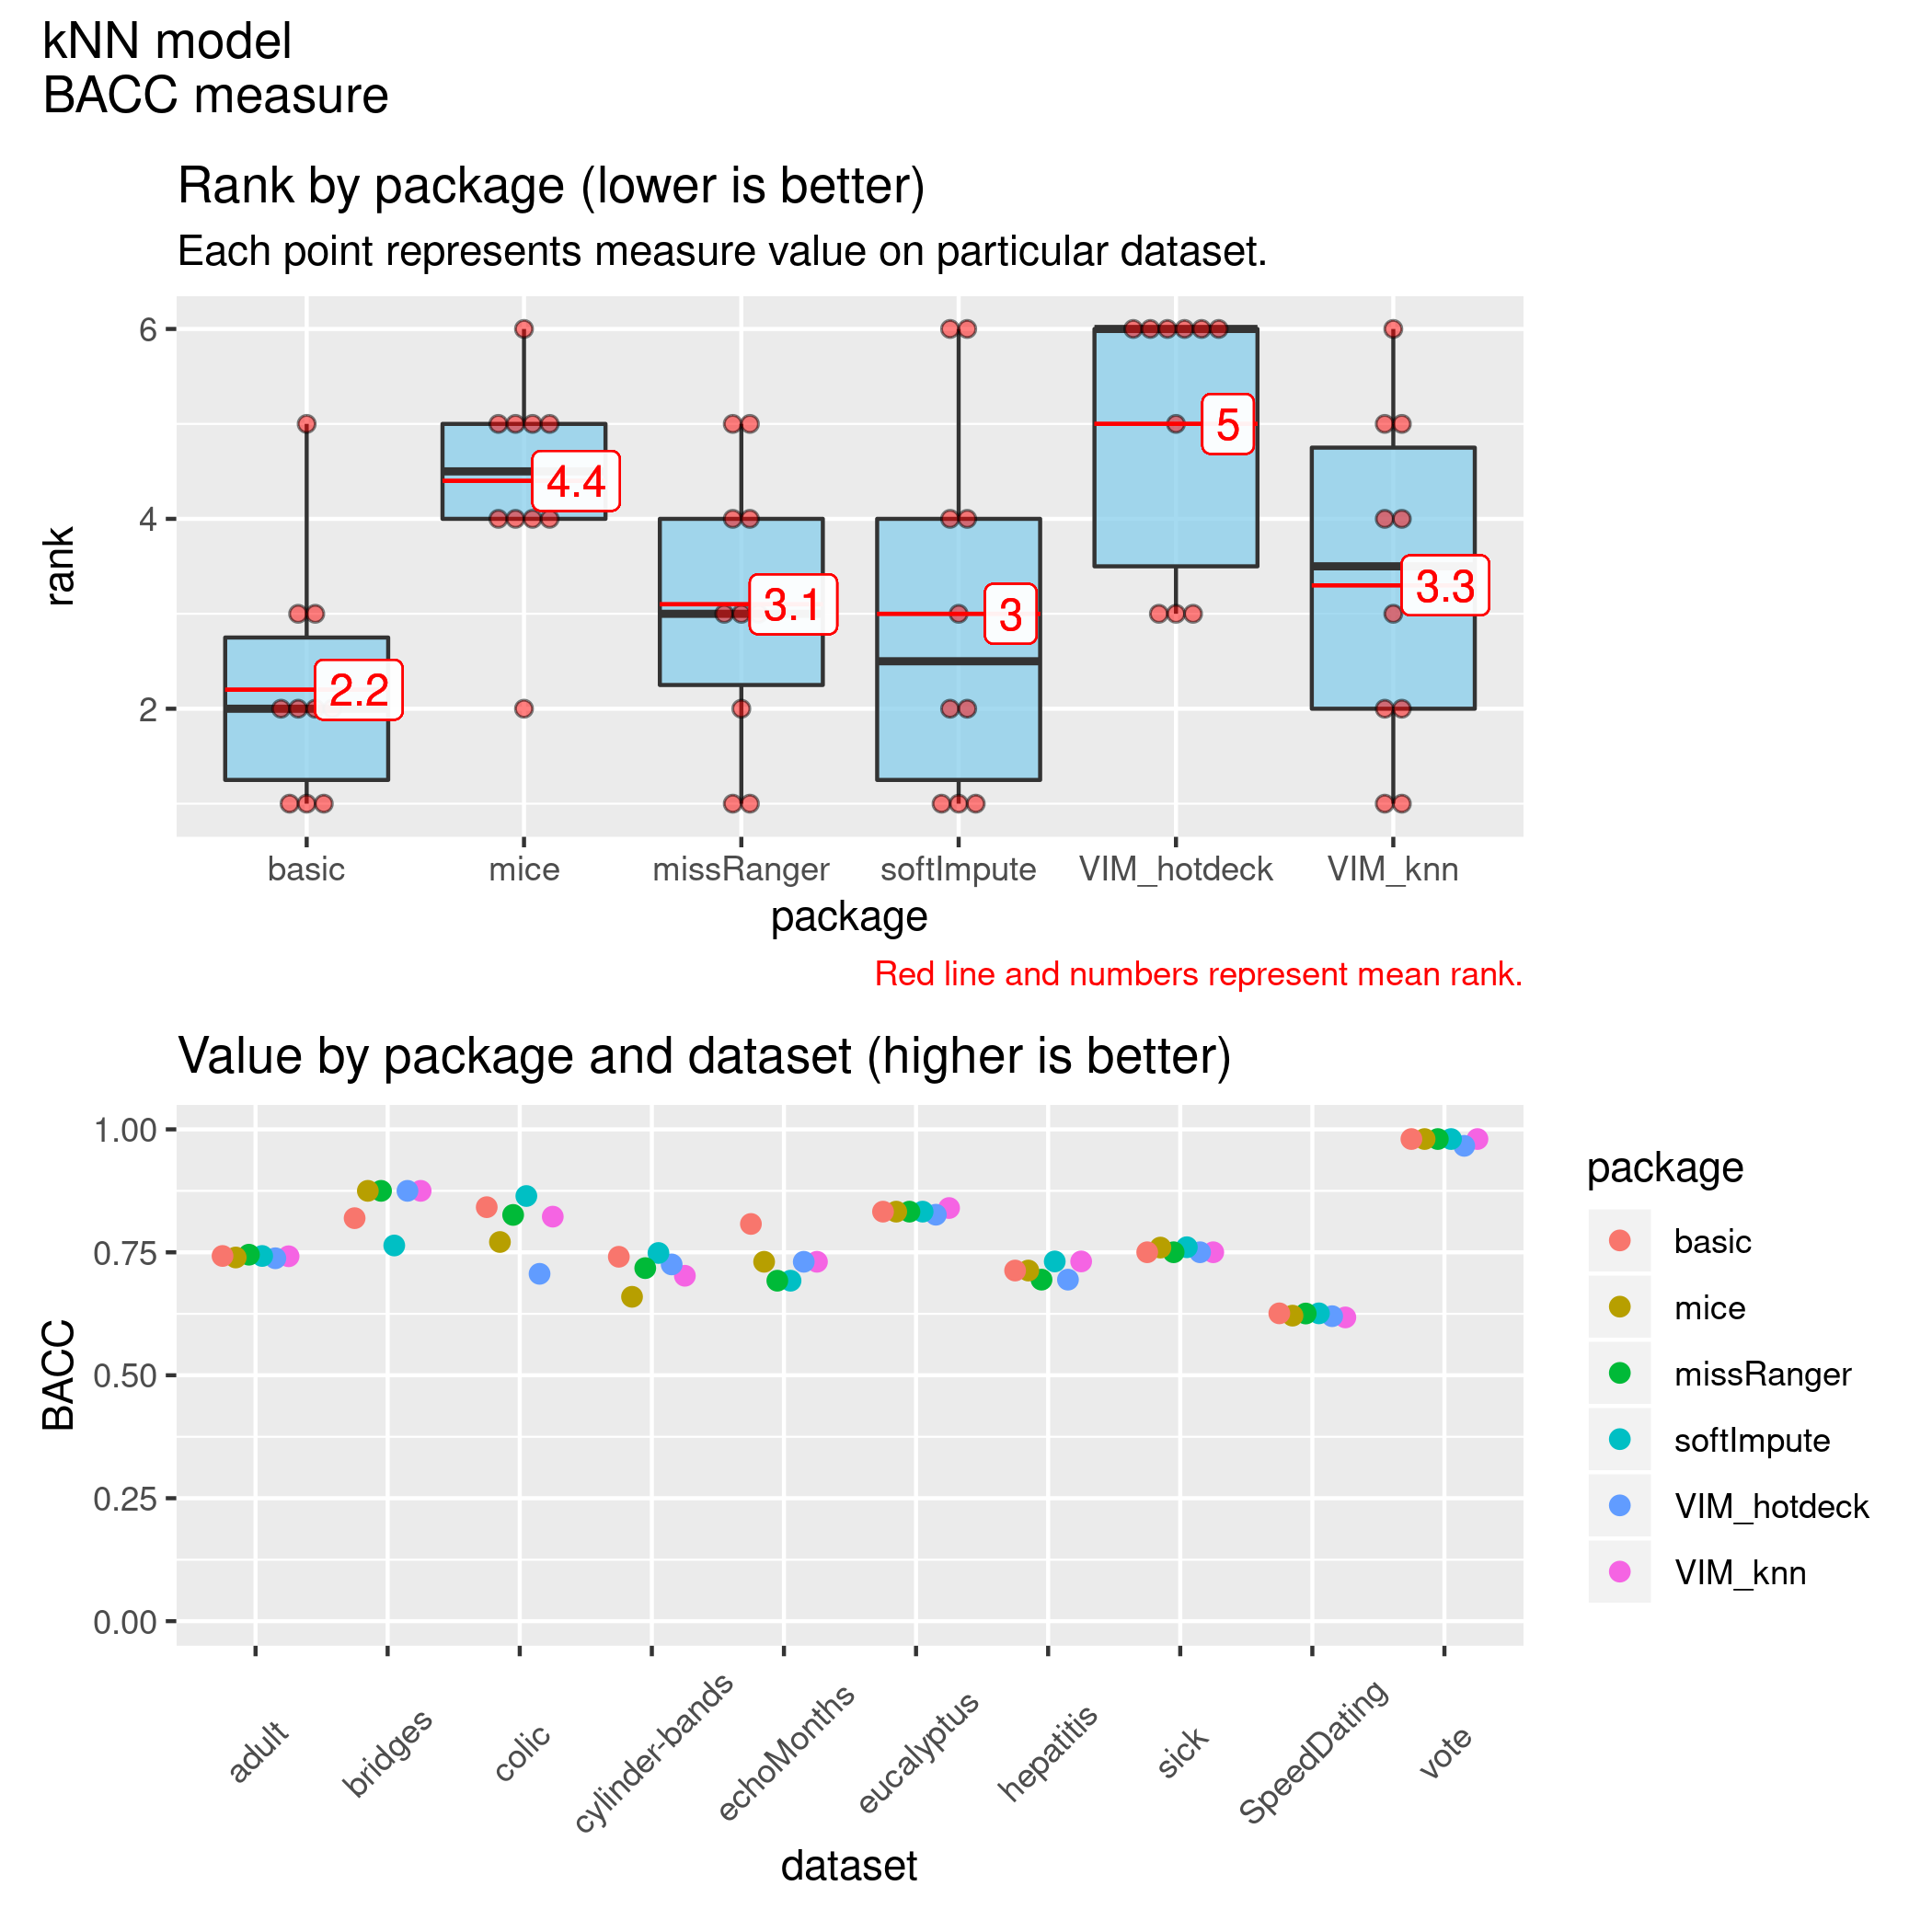 kNN model
BACC measure
Rank by package (lower is better)
Each point represents measure value on particular dataset.
rank
6
4
2
2.2
4.4
3.1
3
5
3.3
basic
mice
missRanger
softImpute
VIM_hotdeck
VIM_knn
package
Red line and numbers represent mean rank.
Value by package and dataset (higher is better)
BACC
1.00
0.75
0.50
0.25
0.00
adult
bridges
colic
cylinder-bands
echoMonths
eucalyptus
hepatitis
sick
SpeedDating
vote
dataset
package
basic
mice
missRanger
softImpute
VIM_hotdeck
VIM_knn